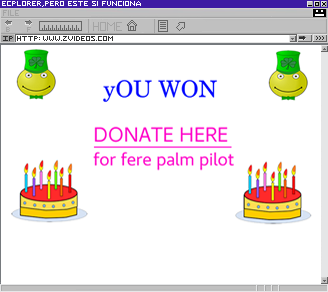 ECPLORER,PERO ESTE SI FUNCIONA
FILE
HOME
IP HTTP:WWW.ZVIDEOS.COM
yOU WON
DONATE HERE
for fere palm pilot